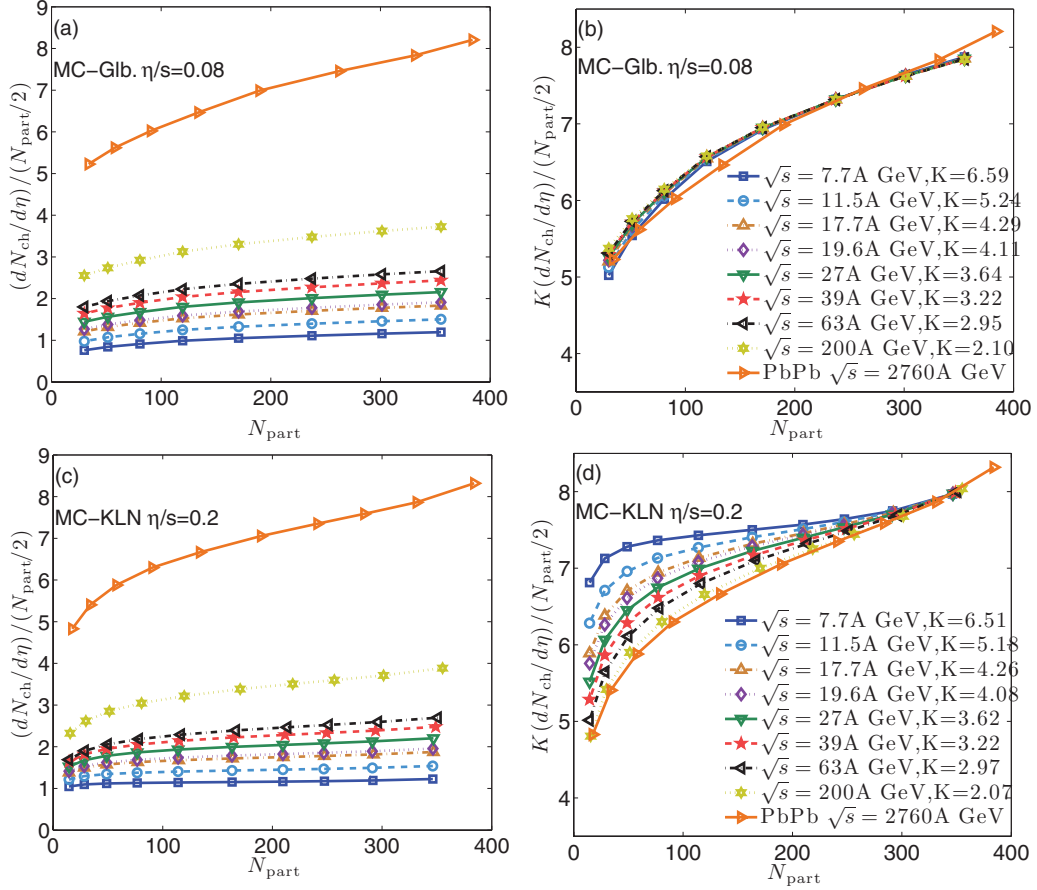 (a)
MC−Glb. η/s=0.08
(dN_ch/dη)/(N_part/2)
9
8
7
6
5
4
3
2
1
0
0 100 200 300 400
N_part
(b)
MC−Glb. η/s=0.08
K(dN_ch/dη)/(N_part/2)
8
7
6
5
4
0 100 200 300 400
N_part
√s = 7.7A GeV,K=6.59
√s = 11.5A GeV,K=5.24
√s = 17.7A GeV,K=4.29
√s = 19.6A GeV,K=4.11
√s = 27A GeV,K=3.64
√s = 39A GeV,K=3.22
√s = 63A GeV,K=2.95
√s = 200A GeV,K=2.10
PbPb √s = 2760A GeV
(c)
MC−KLN η/s=0.2
(dN_ch/dη)/(N_part/2)
9
8
7
6
5
4
3
2
1
0
0 100 200 300 400
N_part
(d)
MC−KLN η/s=0.2
K(dN_ch/dη)/(N_part/2)
8
7
6
5
4
0 100 200 300 400
N_part
√s = 7.7A GeV,K=6.51
√s = 11.5A GeV,K=5.18
√s = 17.7A GeV,K=4.26
√s = 19.6A GeV,K=4.08
√s = 27A GeV,K=3.62
√s = 39A GeV,K=3.22
√s = 63A GeV,K=2.97
√s = 200A GeV,K=2.07
PbPb √s = 2760A GeV